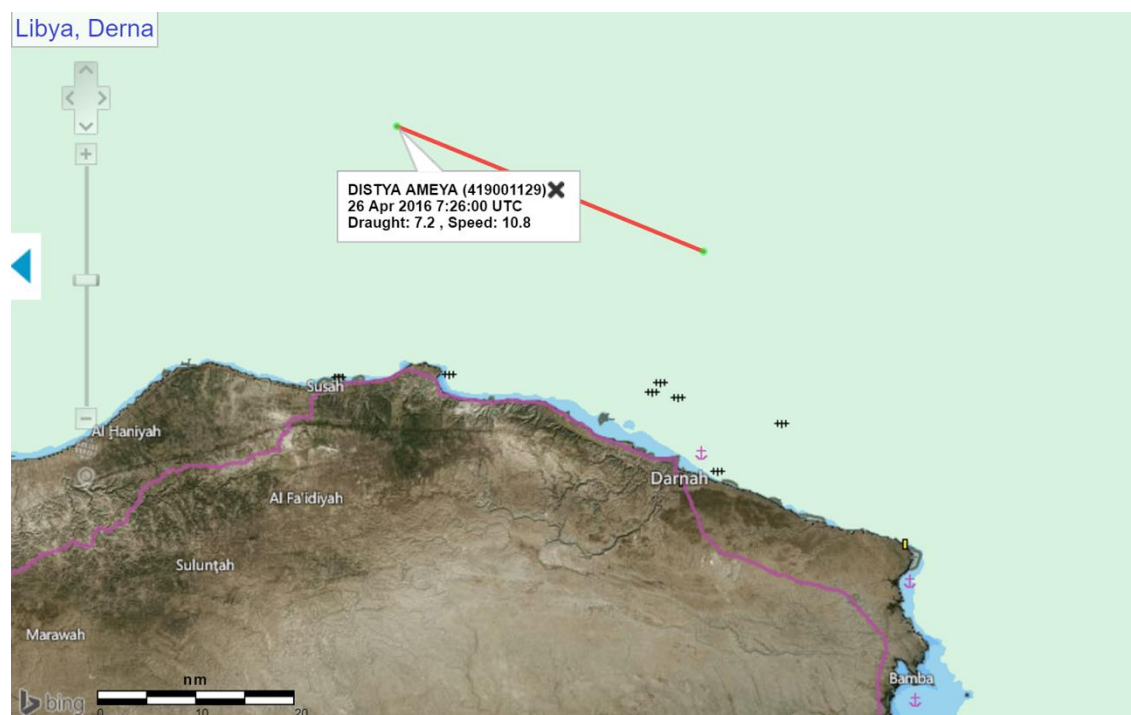 Libya, Derna
DISTYA AMEYA (419001129)
26 Apr 2016 7:26:00 UTC
Draught: 7.2 , Speed: 10.8
Susah
Al Haniyah
Darnah
Al Fa'idiyah
Sulunṭah
Marawah
Bamba
nm
bing
0 10 20